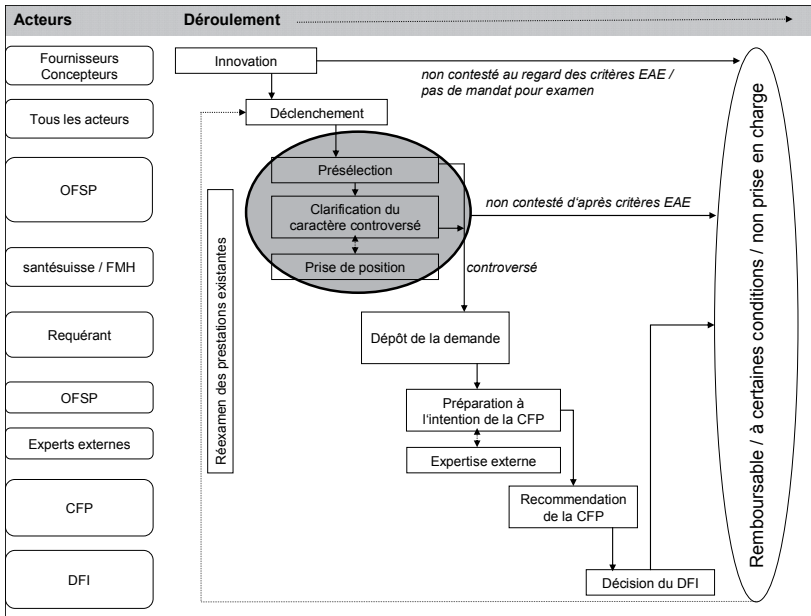 Acteurs
Déroulement
Fournisseurs
Concepteurs
Innovation
non contesté au regard des critères EAE /
pas de mandat pour examen
Tous les acteurs
Déclenchement
OFSP
Présélection
Clarification du
caractère controversé
non contesté d'après critères EAE
santésuisse / FMH
Prise de position
controversé
Requérant
Dépôt de la demande
OFSP
Préparation à
l'intention de la CFP
Experts externes
Expertise externe
CFP
Recommendation
de la CFP
DFI
Décision du DFI
Réexamen des prestations existantes
Remboursable / à certaines conditions / non prise en charge